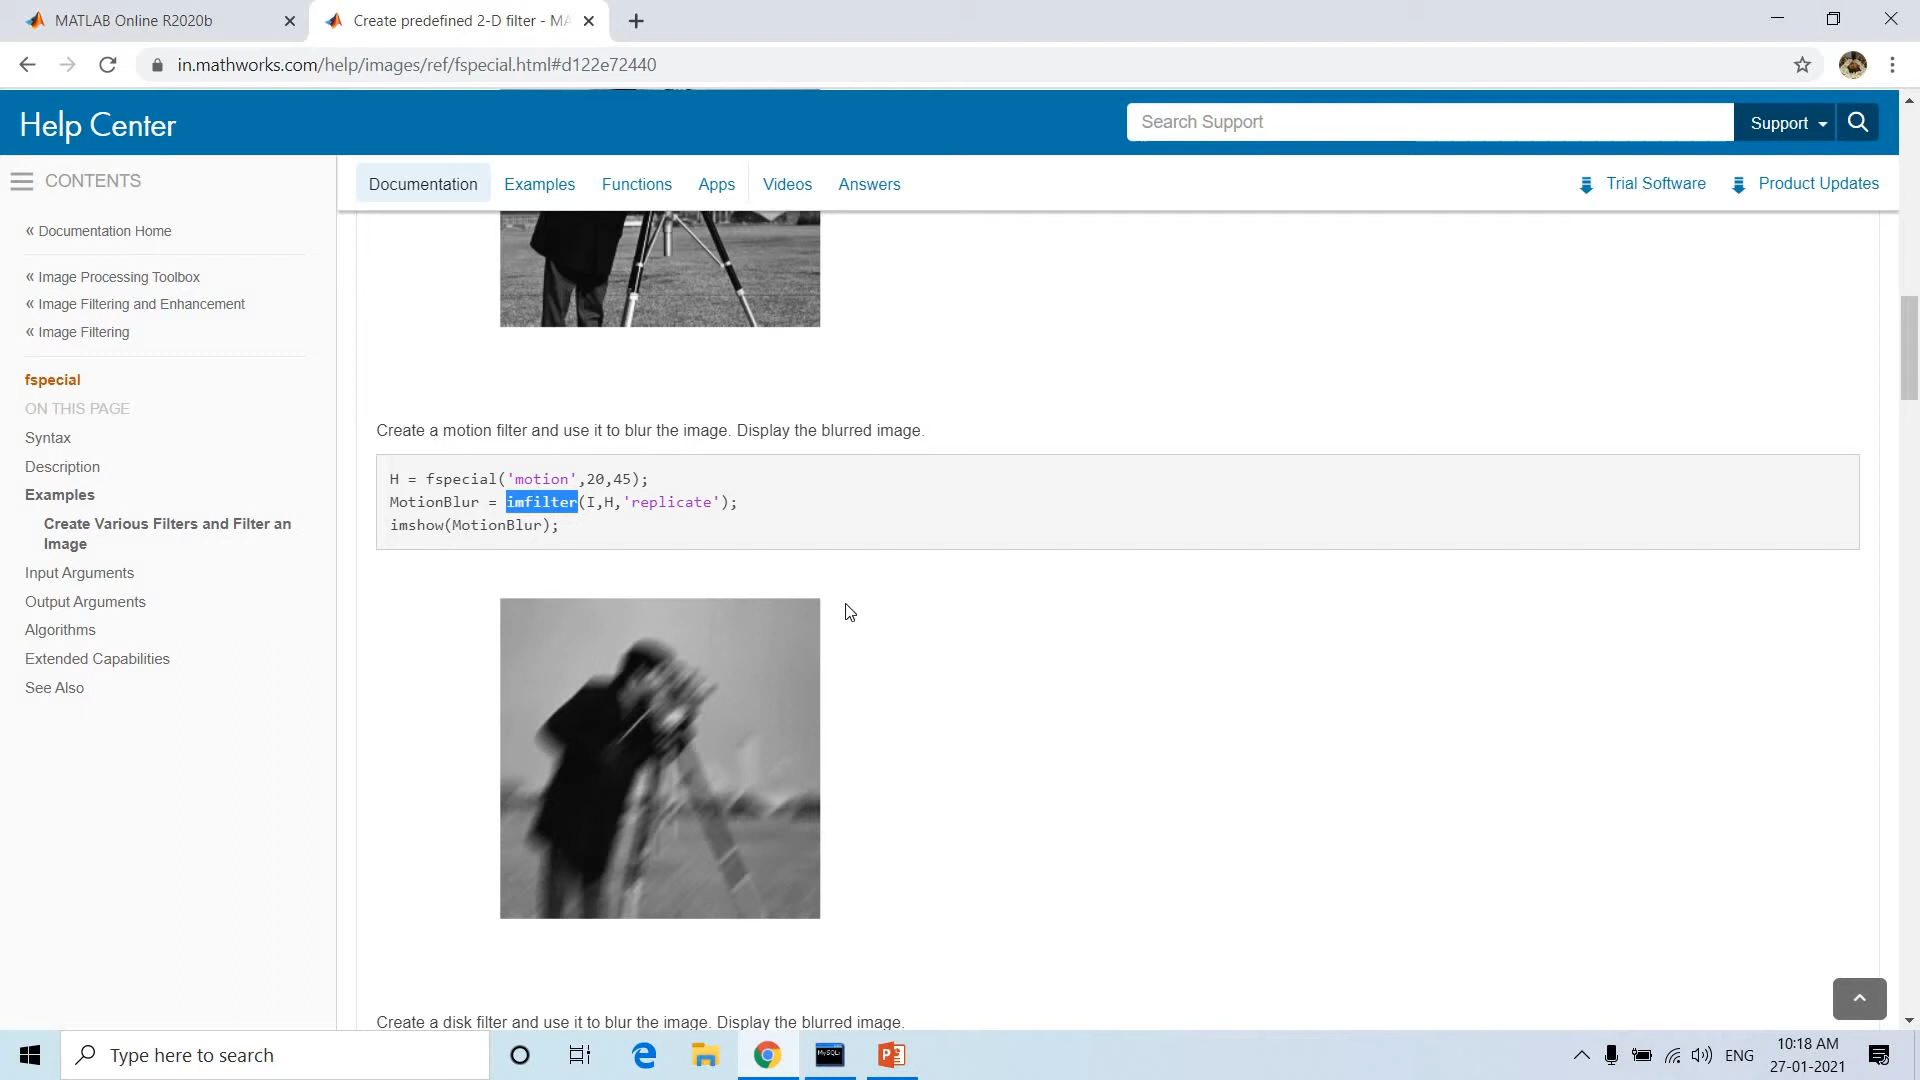 MATLAB Online R2020b
Create predefined 2-D filter - MA
in.mathworks.com/help/images/ref/fspecial.html#d122e72440
Help Center
Search Support
Support
CONTENTS
Documentation
Examples
Functions
Apps
Videos
Answers
Trial Software
Product Updates
« Documentation Home
« Image Processing Toolbox
« Image Filtering and Enhancement
« Image Filtering
fspecial
ON THIS PAGE
Syntax
Description
Examples
Create Various Filters and Filter an
Image
Input Arguments
Output Arguments
Algorithms
Extended Capabilities
See Also
Create a motion filter and use it to blur the image. Display the blurred image.
H = fspecial('motion',20,45);
MotionBlur = imfilter(I,H,'replicate');
imshow(MotionBlur);
Create a disk filter and use it to blur the image. Display the blurred image.
Type here to search
MySQL
ENG
10:18 AM
27-01-2021